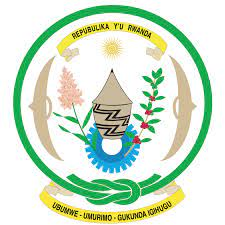 REPUBULIKA Y'U RWANDA
UBUMWE - UMURIMO - GUKUNDA IGIHUGU